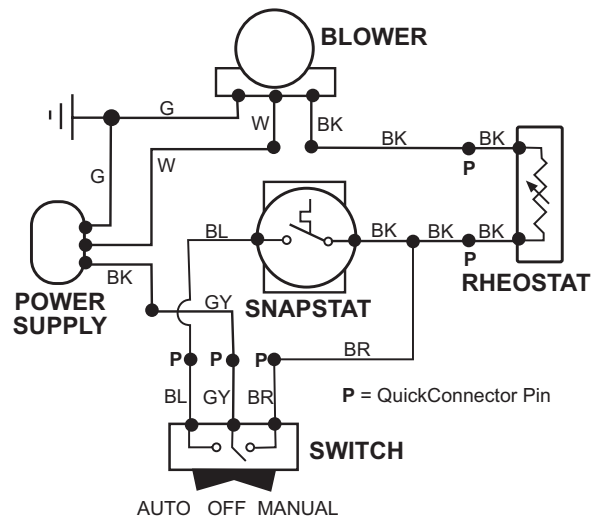 BLOWER
G
W
BK
BK
BK
P
G
W
BL
BK
BK
BK
P
BK
GY
SNAPSTAT
RHEOSTAT
POWER
SUPPLY
BR
P
P
P
BL
GY
BR
P = QuickConnector Pin
SWITCH
AUTO OFF MANUAL